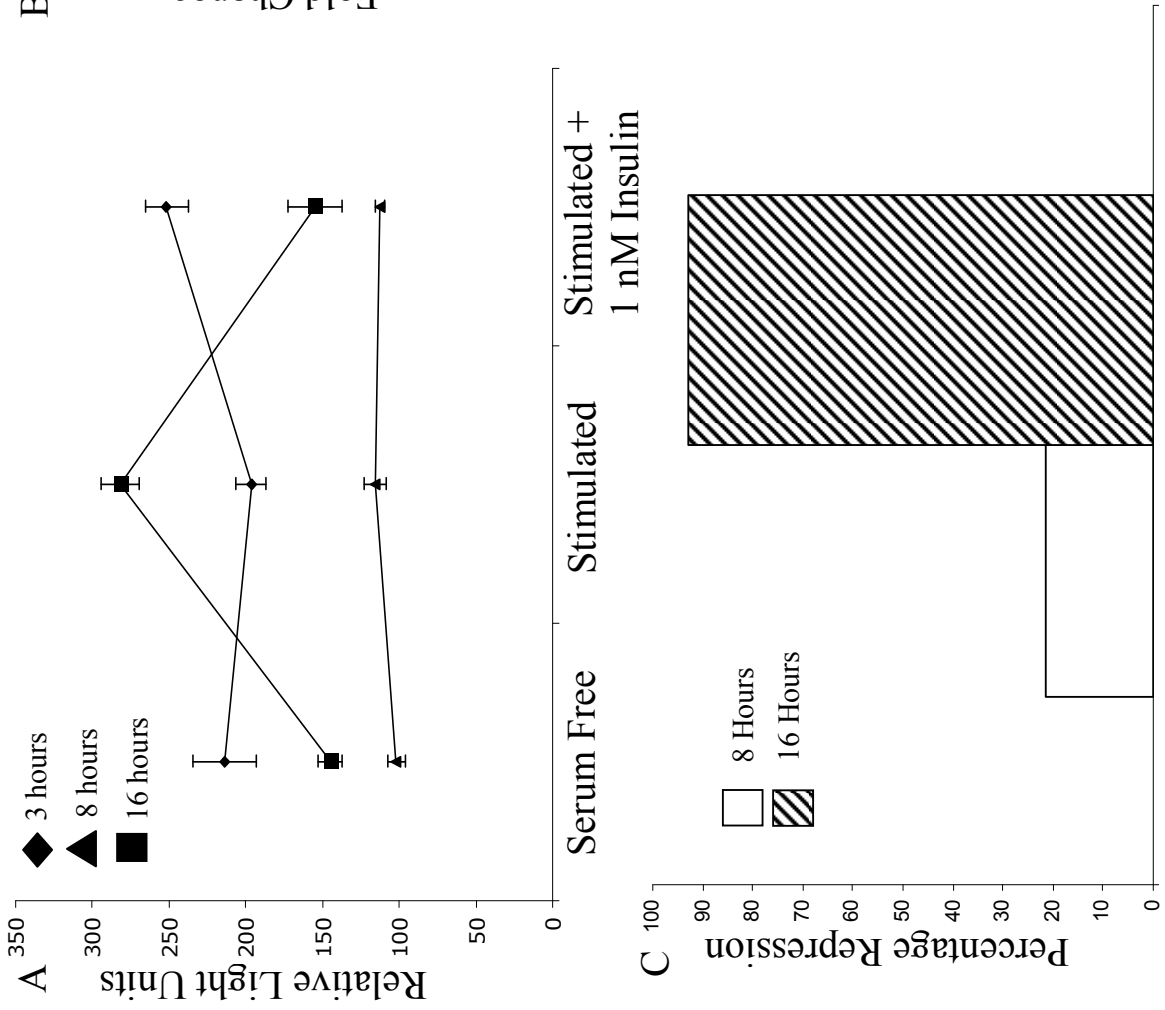 A
350
300
250
200
150
100
50
0
Relative Light Units
3 hours
8 hours
16 hours
Serum Free
Stimulated
Stimulated +
1 nM Insulin
B
C
100
90
80
70
60
50
40
30
20
10
0
Percentage Repression
8 Hours
16 Hours